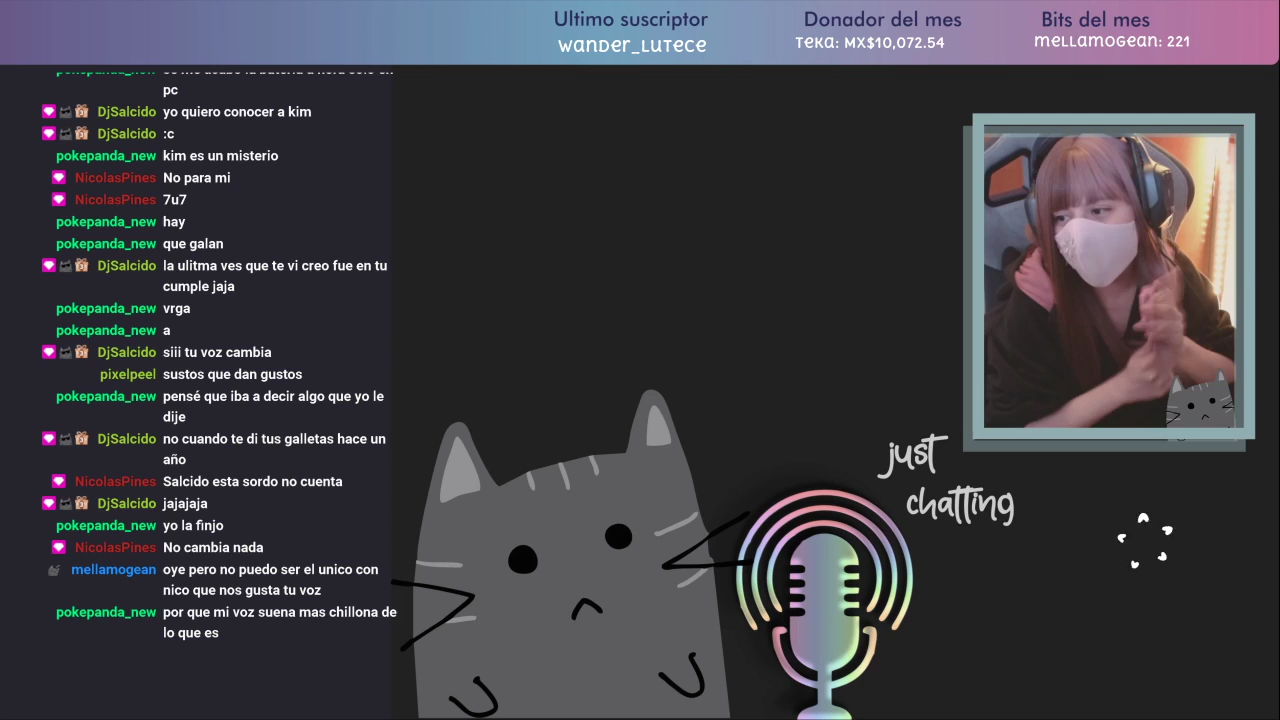 Ultimo suscriptor
wander_lutece
Donador del mes
Teka: MX$10,072.54
Bits del mes
mellamogean: 221
pc
DjSalcido yo quiero conocer a kim
DjSalcido :c
pokepanda_new kim es un misterio
NicolasPines No para mi
NicolasPines 7u7
pokepanda_new hay
pokepanda_new que galan
DjSalcido la ulitma ves que te vi creo fue en tu
cumple jaja
pokepanda_new vrga
pokepanda_new a
DjSalcido siii tu voz cambia
pixelpeel sustos que dan gustos
pokepanda_new pensé que iba a decir algo que yo le
dije
DjSalcido no cuando te di tus galletas hace un
año
NicolasPines Salcido esta sordo no cuenta
DjSalcido jajajaja
pokepanda_new yo la finjo
NicolasPines No cambia nada
mellamogean oye pero no puedo ser el unico con
nico que nos gusta tu voz
pokepanda_new por que mi voz suena mas chillona de
lo que es
just
chatting